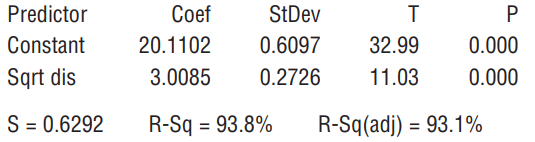 Predictor Coef StDev T P
Constant 20.1102 0.6097 32.99 0.000
Sqrt dis 3.0085 0.2726 11.03 0.000
S = 0.6292 R-Sq = 93.8% R-Sq(adj) = 93.1%